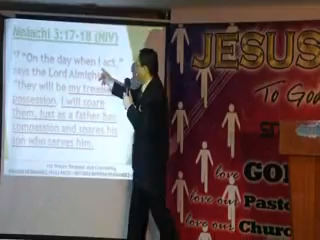 Malachi 3:17-18 (NIV)
"On the day when I act,"
says the Lord Almighty,
"they will be my treasured
possession. I will spare
them, just as a father has
compassion and spares his
son who serves him.
JESUS
To God
love GOD
love our Pastor
love our Church